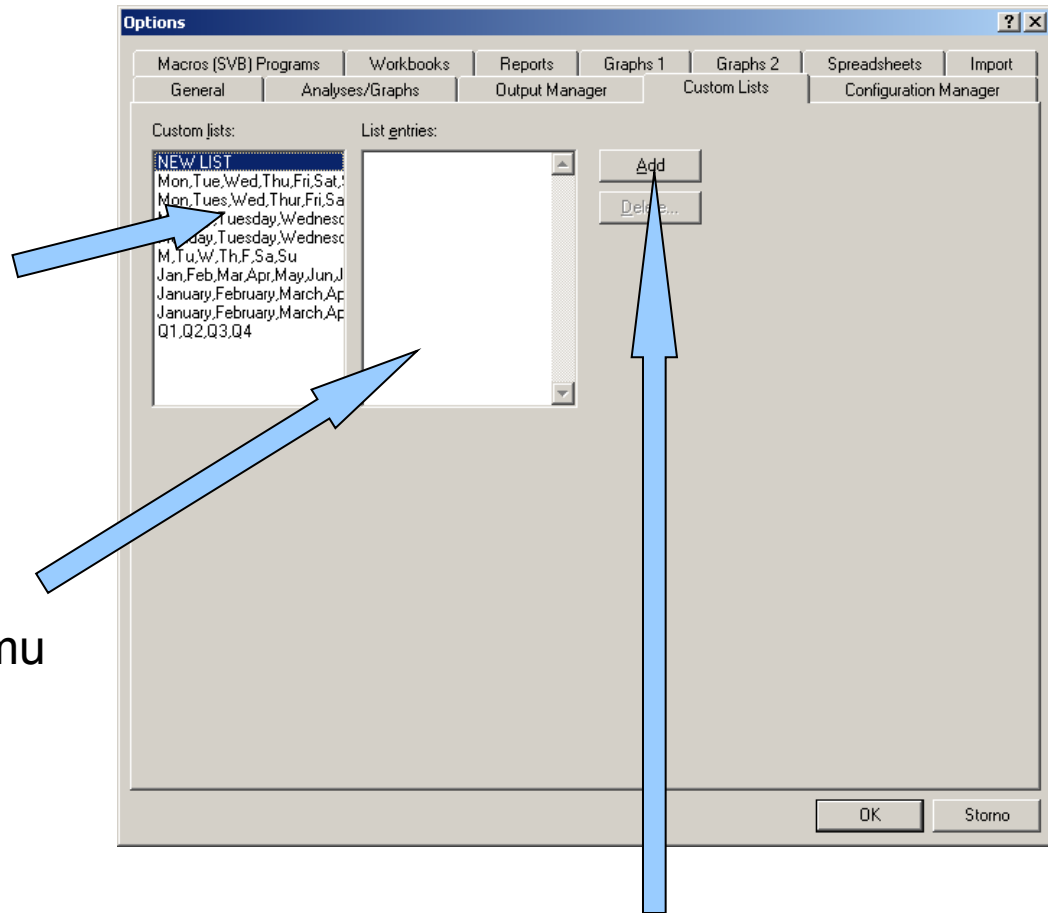 Options
Macros (SVB) Programs Workbooks Reports Graphs 1 Graphs 2 Spreadsheets Import
General Analyses/Graphs Output Manager Custom Lists Configuration Manager
Custom lists: List entries:
NEW LIST
Add
Mon,Tue,Wed,Thu,Fri,Sat,
Mon,Tues,Wed,Thur,Fri,Sa
Delete...
Tuesday,Wednesd
Tuesday,Wednesd
M,Tu,W,Th,F,Sa,Su
Jan,Feb,Mar,Apr,May,Jun,J
January,February,March,Ap
January,February,March,Ap
Q1,Q2,Q3,Q4
mu
OK Storno